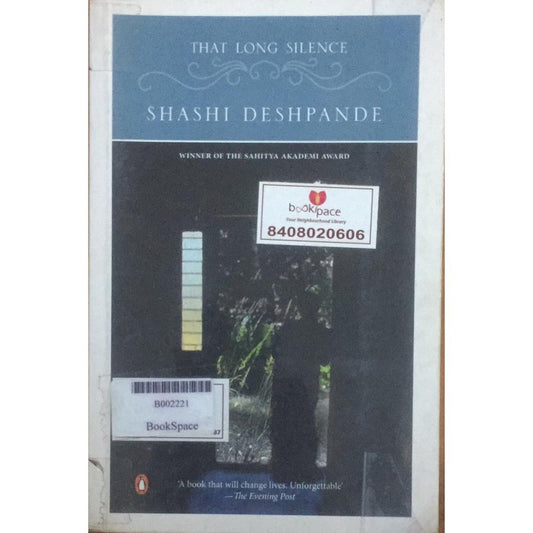 THAT LONG SILENCE
SHASHI DESHPANDE
WINNER OF THE SAHITYA AKADEMI AWARD
bookspace
Your Neighbourhood Library
8408020606
B002221
BookSpace
47
'A book that will change lives. Unforgettable'
—The Evening Post